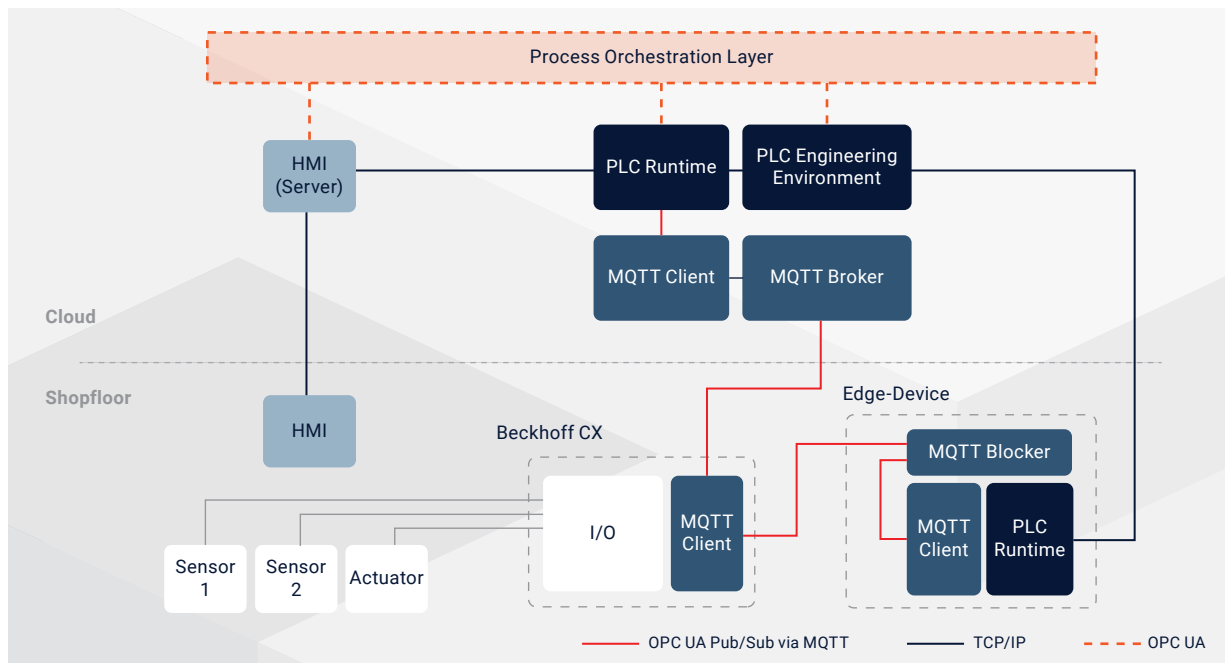 Process Orchestration Layer
HMI
(Server)
PLC Runtime
PLC Engineering
Environment
MQTT Client
MQTT Broker
Cloud
Shopfloor
HMI
Beckhoff CX
Edge-Device
I/O
MQTT
Client
MQTT Blocker
MQTT
Client
PLC
Runtime
Sensor
1
Sensor
2
Actuator
OPC UA Pub/Sub via MQTT
TCP/IP
OPC UA